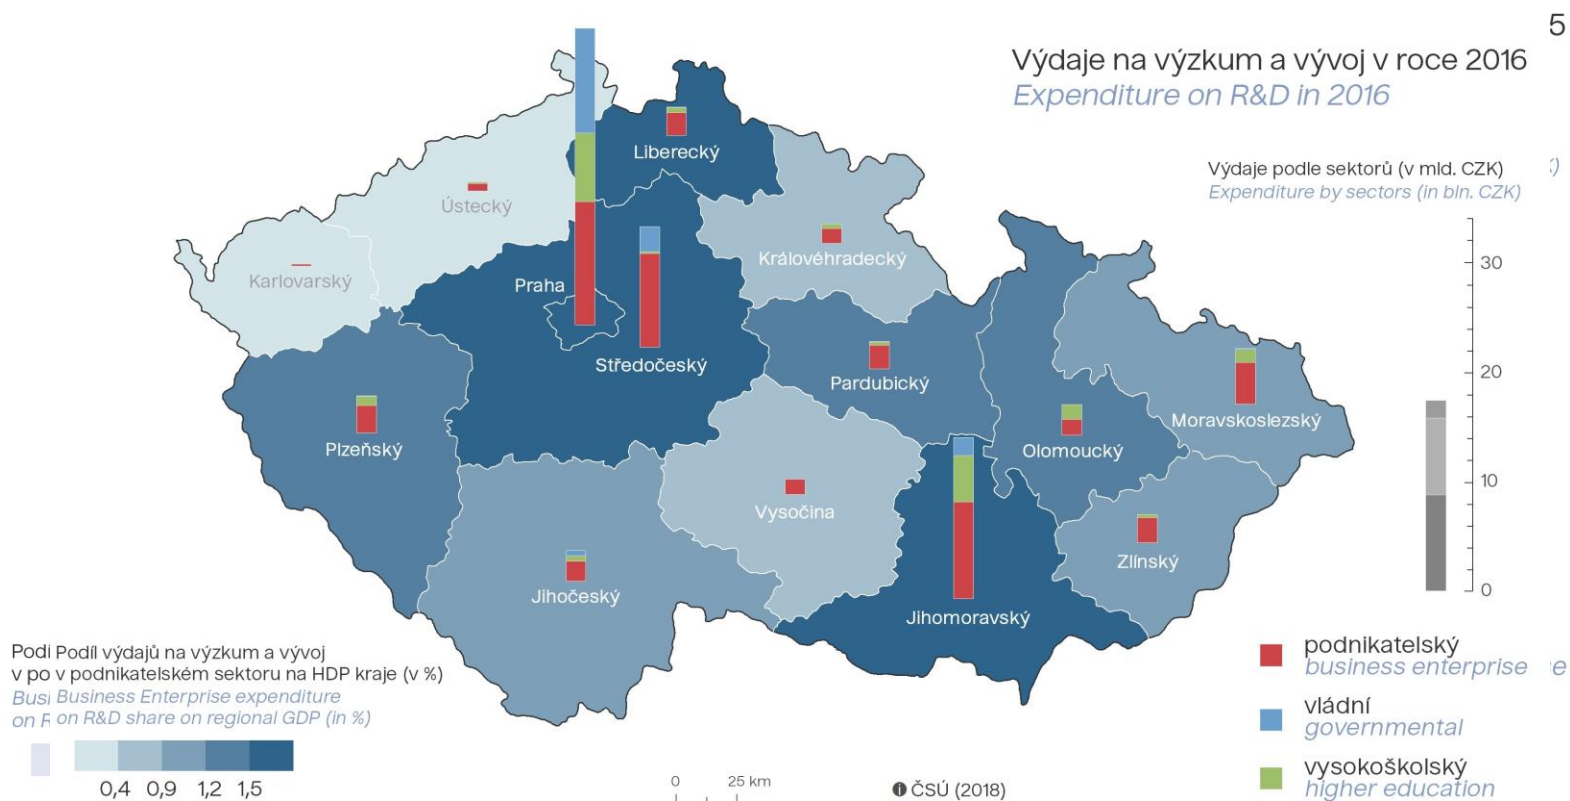 5
Výdaje na výzkum a vývoj v roce 2016
Expenditure on R&D in 2016
Výdaje podle sektorů (v mld. CZK)
Expenditure by sectors (in bln. CZK)
30
20
10
0
Liberecký
Ústecký
Karlovarský
Královéhradecký
Praha
Středočeský
Pardubický
Moravskoslezský
Plzeňský
Olomoucký
Vysočina
Zlínský
Jihočeský
Jihomoravský
Podí Podíl výdajů na výzkum a vývoj
v po v podnikatelském sektoru na HDP kraje (v %)
Busi Business Enterprise expenditure
on R on R&D share on regional GDP (in %)
0,4 0,9 1,2 1,5
0 25 km
ČSÚ (2018)
podnikatelský
business enterprise e
vládní
governmental
vysokoškolský
higher education